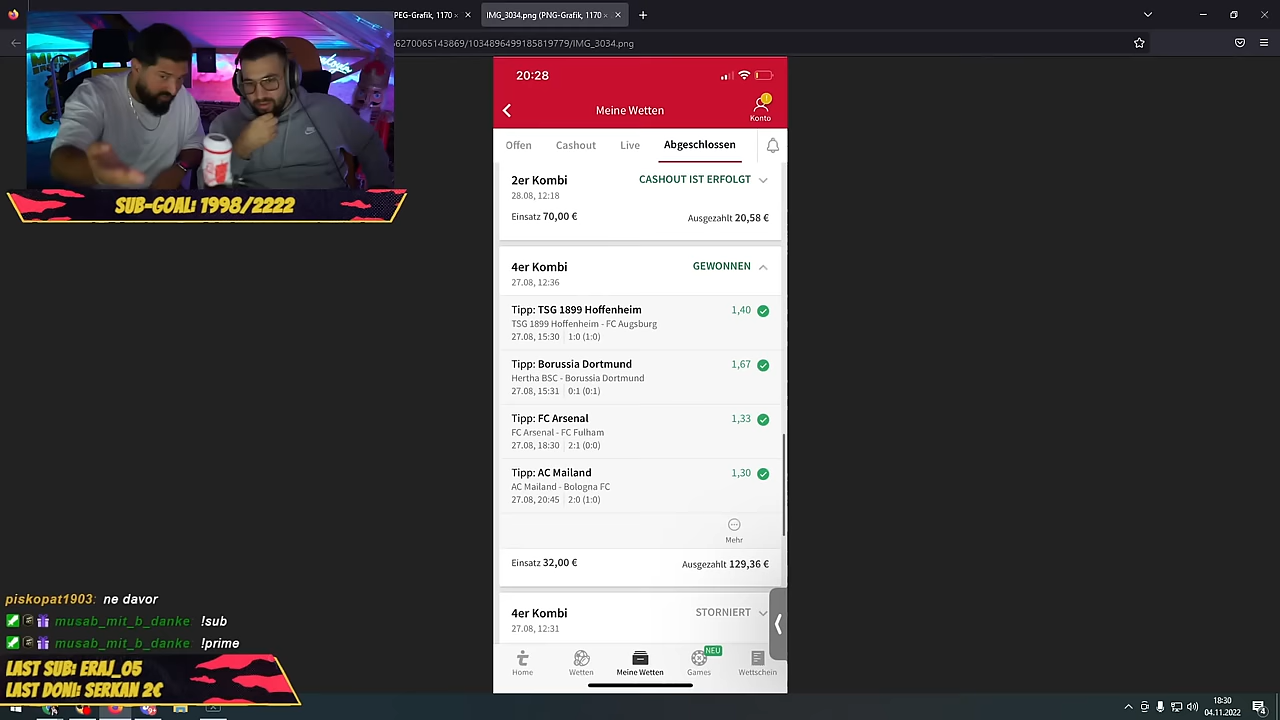 PEG-Grafik, 1170 ×
IMG_3034.png (PNG-Grafik, 1170 ×
6270065143869/1034896499185819779/IMG_3034.png
20:28
Meine Wetten
Konto
Offen
Cashout
Live
Abgeschlossen
2er Kombi
CASHOUT IST ERFOLGT
28.08, 12:18
Einsatz 70,00 €
Ausgezahlt 20,58 €
4er Kombi
GEWONNEN
27.08, 12:36
Tipp: TSG 1899 Hoffenheim
1,40
TSG 1899 Hoffenheim - FC Augsburg
27.08, 15:30 | 1:0 (1:0)
Tipp: Borussia Dortmund
1,67
Hertha BSC - Borussia Dortmund
27.08, 15:31 | 0:1 (0:1)
Tipp: FC Arsenal
1,33
FC Arsenal - FC Fulham
27.08, 18:30 | 2:1 (0:0)
Tipp: AC Mailand
1,30
AC Mailand - Bologna FC
27.08, 20:45 | 2:0 (1:0)
Mehr
Einsatz 32,00 €
Ausgezahlt 129,36 €
4er Kombi
STORNIERT
27.08, 12:31
NEU
Home
Wetten
Meine Wetten
Games
Wettschein
SUB-GOAL: 1998/2222
piskopat1903: ne davor
musab_mit_b_danke: !sub
musab_mit_b_danke: !prime
LAST SUB: ERAJ_05
LAST DONI: SERKAN 2€
18:30
04.11.2022